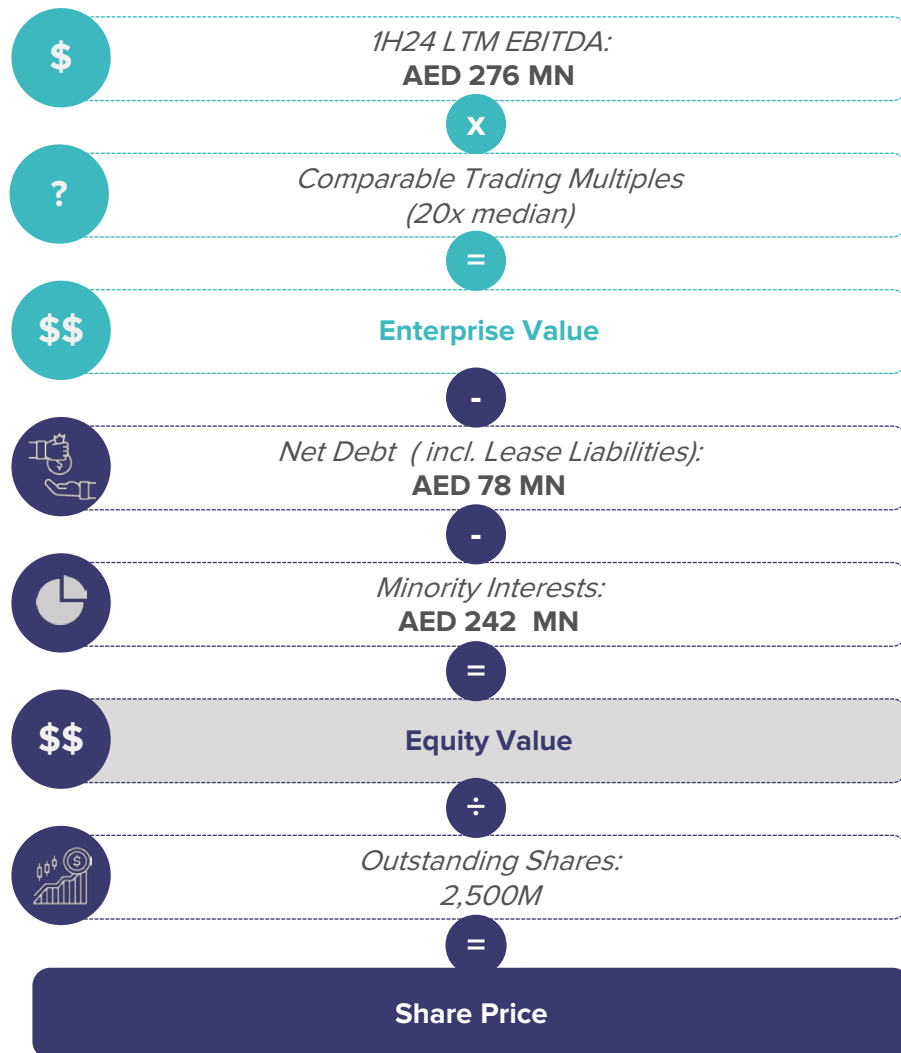 $
1H24 LTM EBITDA:
AED 276 MN
x
?
Comparable Trading Multiples
(20x median)
=
$$
Enterprise Value
-
Net Debt ( incl. Lease Liabilities):
AED 78 MN
-
Minority Interests:
AED 242 MN
=
$$
Equity Value
÷
$
Outstanding Shares:
2,500M
=
Share Price